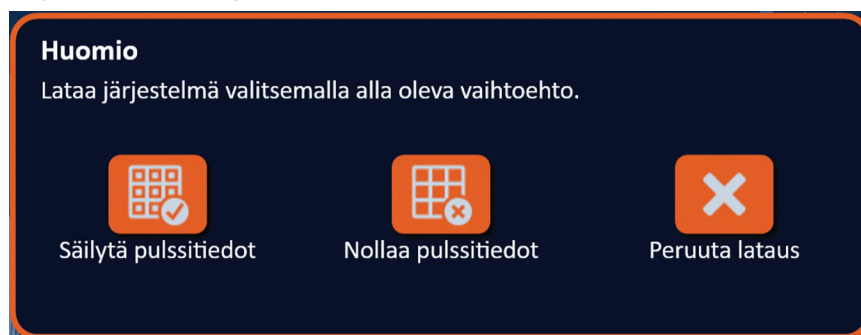 Huomio
Lataa järjestelmä valitsemalla alla oleva vaihtoehto.
Säilytä pulssitiedot
Nollaa pulssitiedot
Peruuta lataus